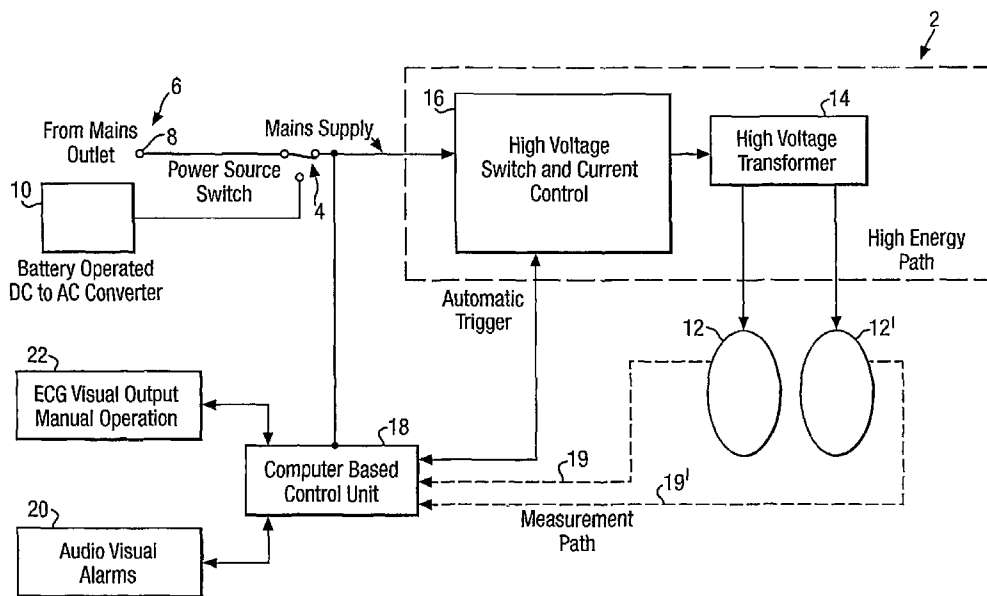 2
6
16
14
From Mains
Outlet
8
Mains Supply
High Voltage
Switch and Current
Control
High Voltage
Transformer
Power Source
Switch
4
10
Battery Operated
DC to AC Converter
High Energy
Path
Automatic
Trigger
12
12'
22
ECG Visual Output
Manual Operation
18
Computer Based
Control Unit
19
19'
Measurement
Path
20
Audio Visual
Alarms